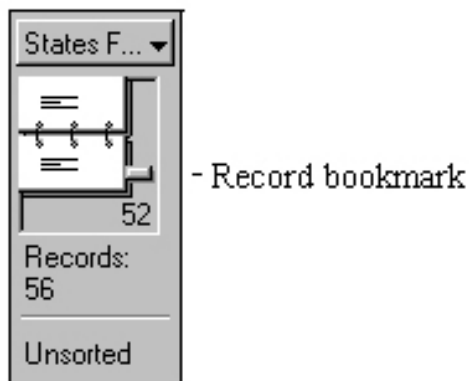 States F...
- Record bookmark
52
Records:
56
Unsorted